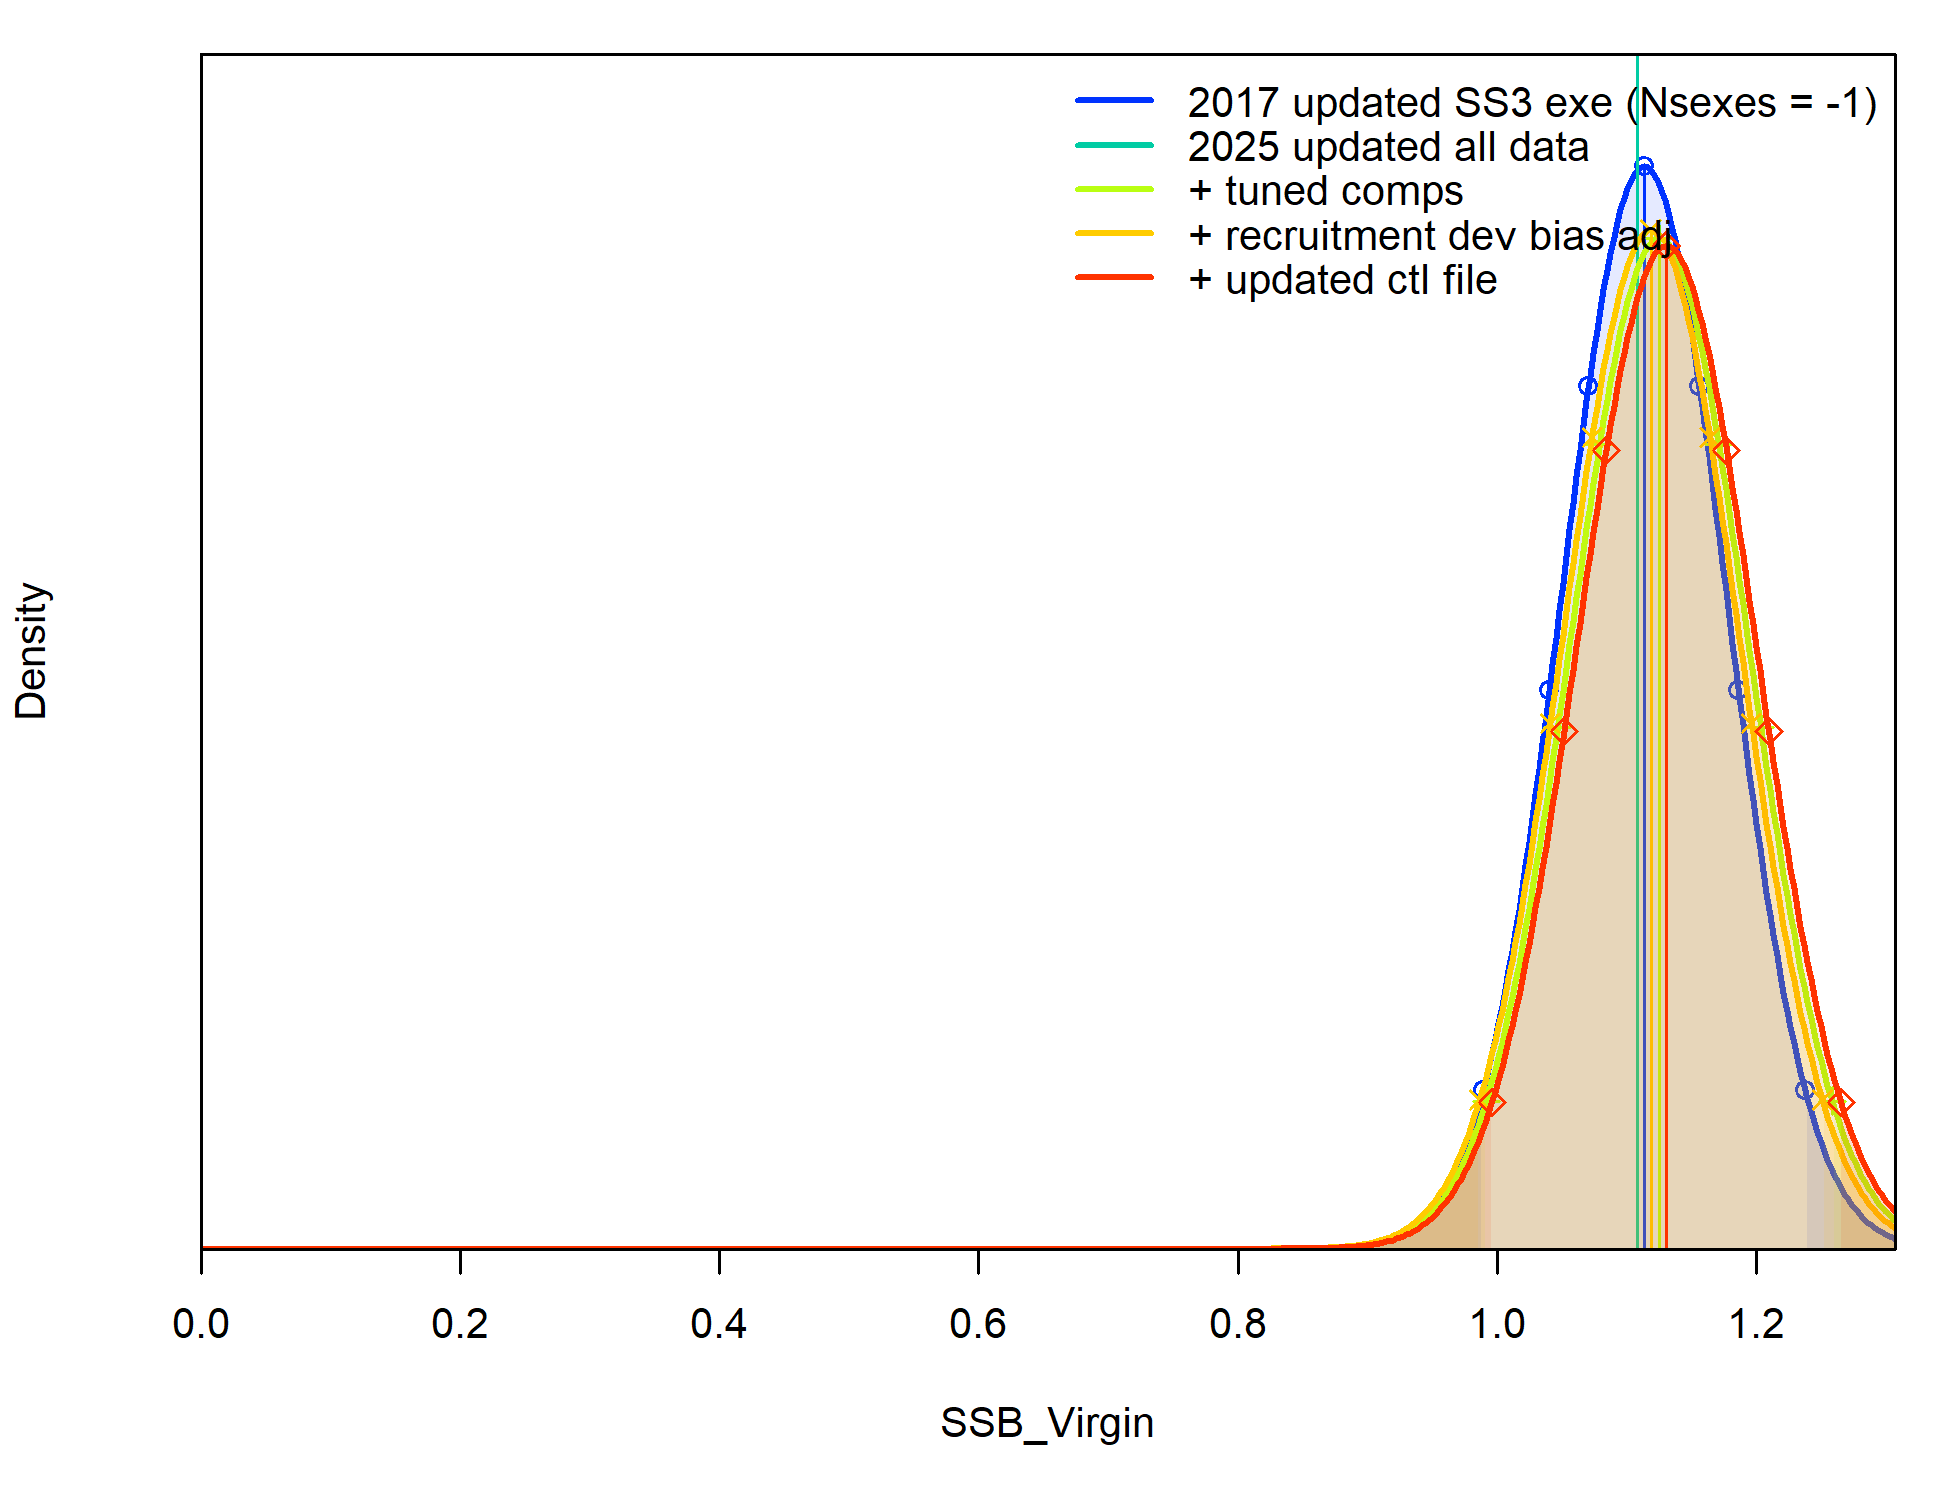 2017 updated SS3 exe (Nsexes = -1)
2025 updated all data
+ tuned comps
+ recruitment dev bias adj
+ updated ctl file
Density
0.0 0.2 0.4 0.6 0.8 1.0 1.2
SSB_Virgin